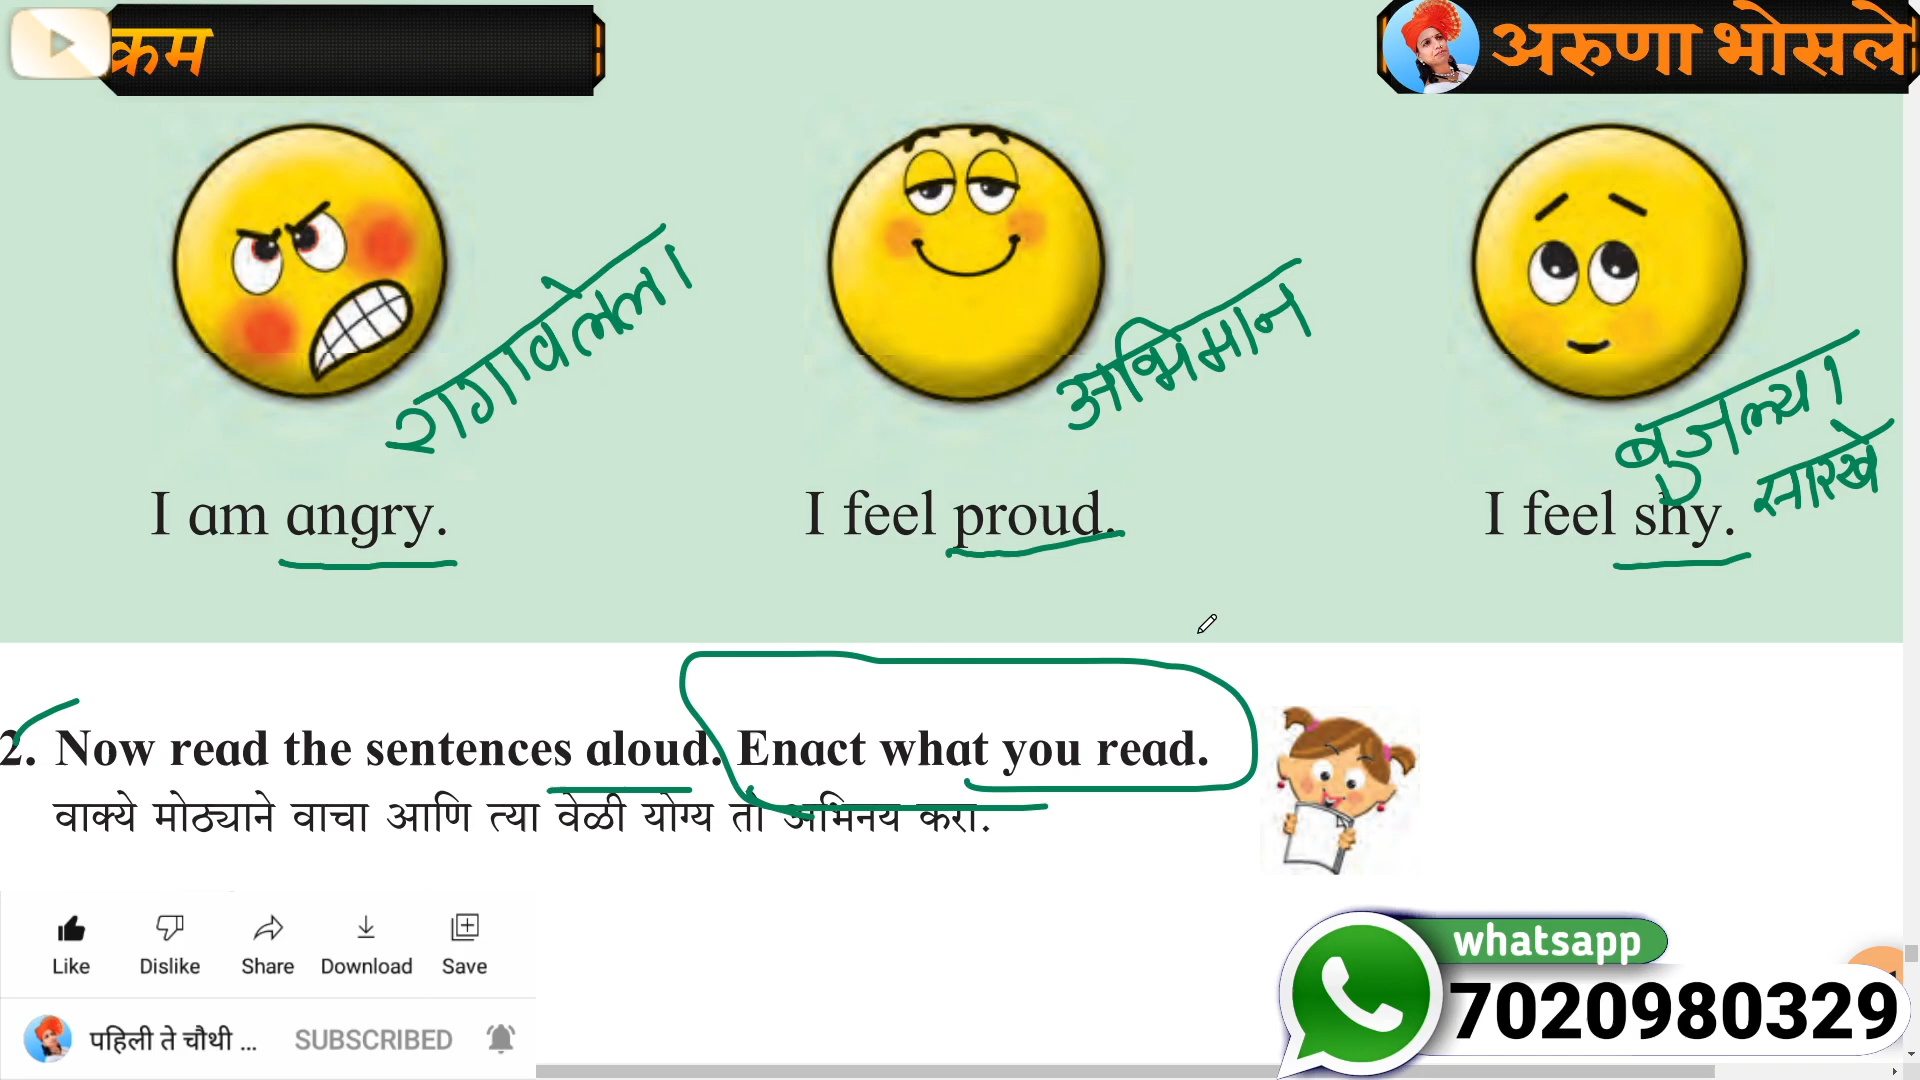 क्रम
अरुणा भोसले
रागावलेला
अभिमान
बुजल्या
सारखे
I am angry.
I feel proud.
I feel shy.
2. Now read the sentences aloud. Enact what you read.
वाक्ये मोठ्याने वाचा आणि त्या वेळी योग्य तो अभिनय करा.
Like Dislike Share Download Save
पहिली ते चौथी ... SUBSCRIBED
whatsapp
7020980329